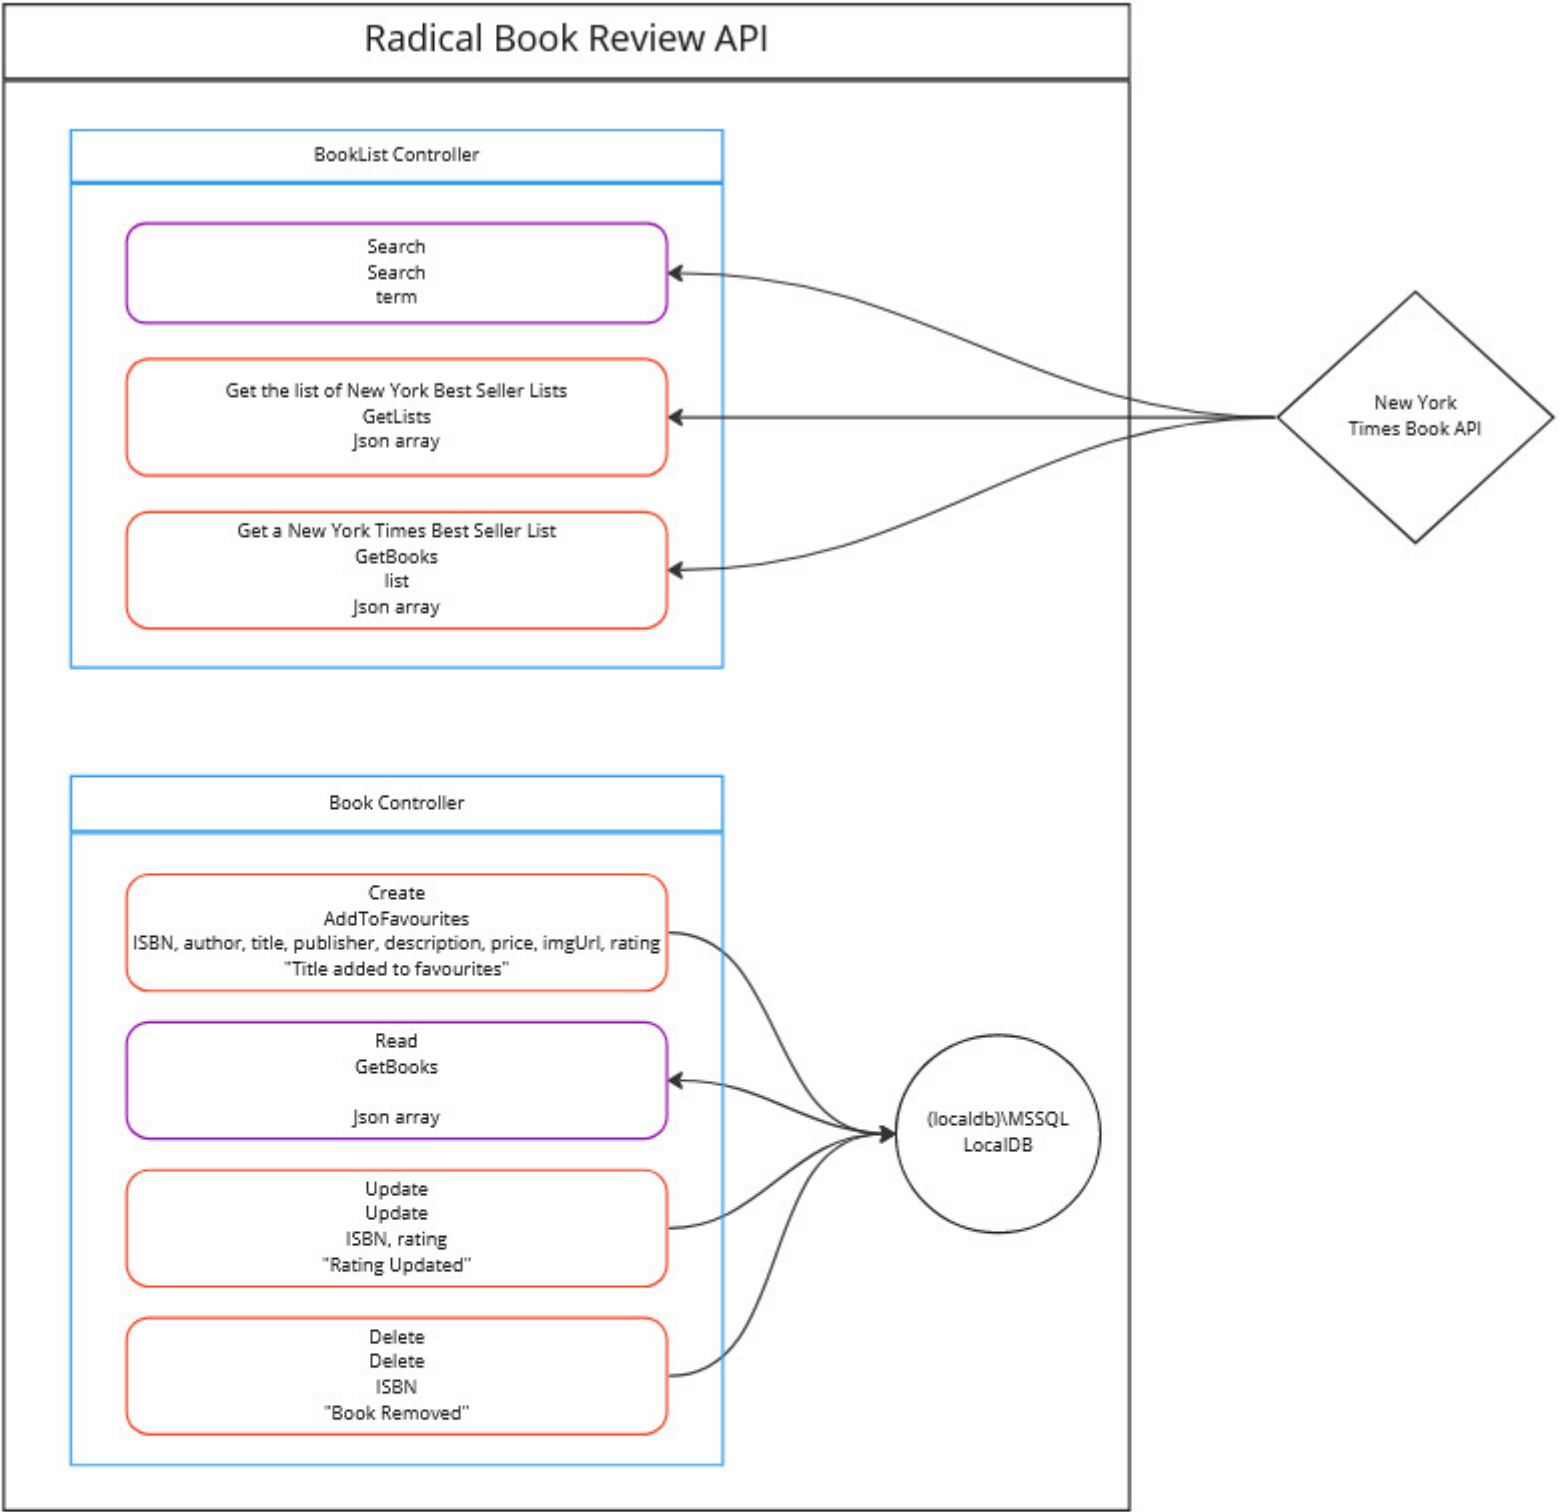 Radical Book Review API
BookList Controller
Search
Search
term
Get the list of New York Best Seller Lists
GetLists
Json array
Get a New York Times Best Seller List
GetBooks
list
Json array
New York
Times Book API
Book Controller
Create
AddToFavourites
ISBN, author, title, publisher, description, price, imgUrl, rating
"Title added to favourites"
Read
GetBooks
Json array
Update
Update
ISBN, rating
"Rating Updated"
Delete
Delete
ISBN
"Book Removed"
(localdb)\MSSQL
LocalDB